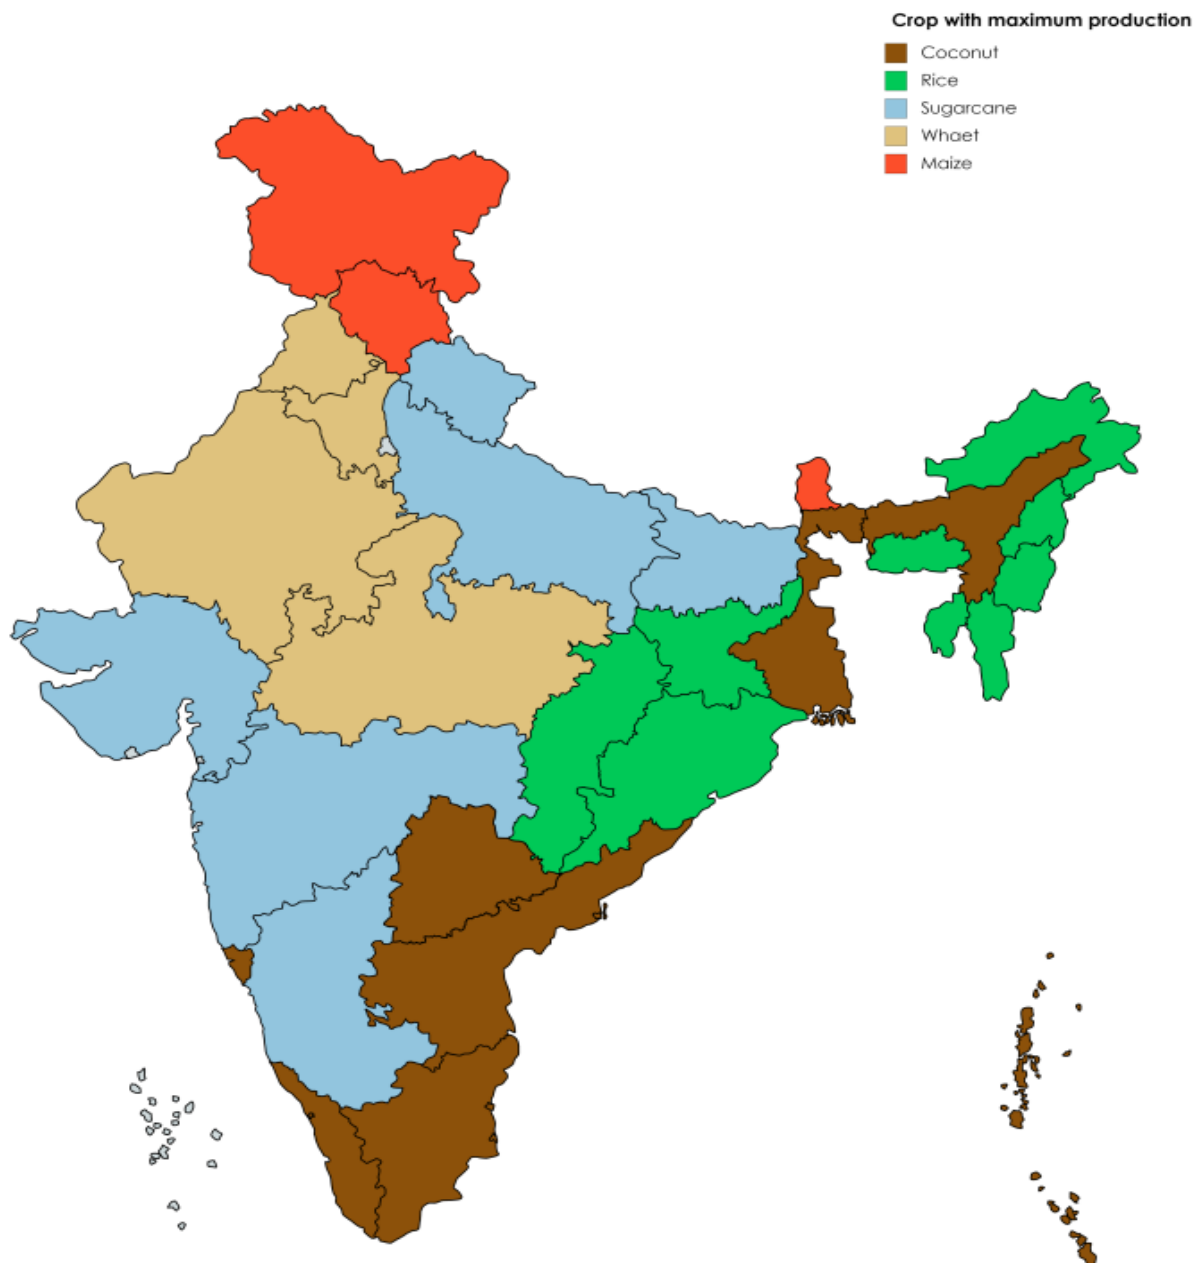 Crop with maximum production
Coconut
Rice
Sugarcane
Whaet
Maize